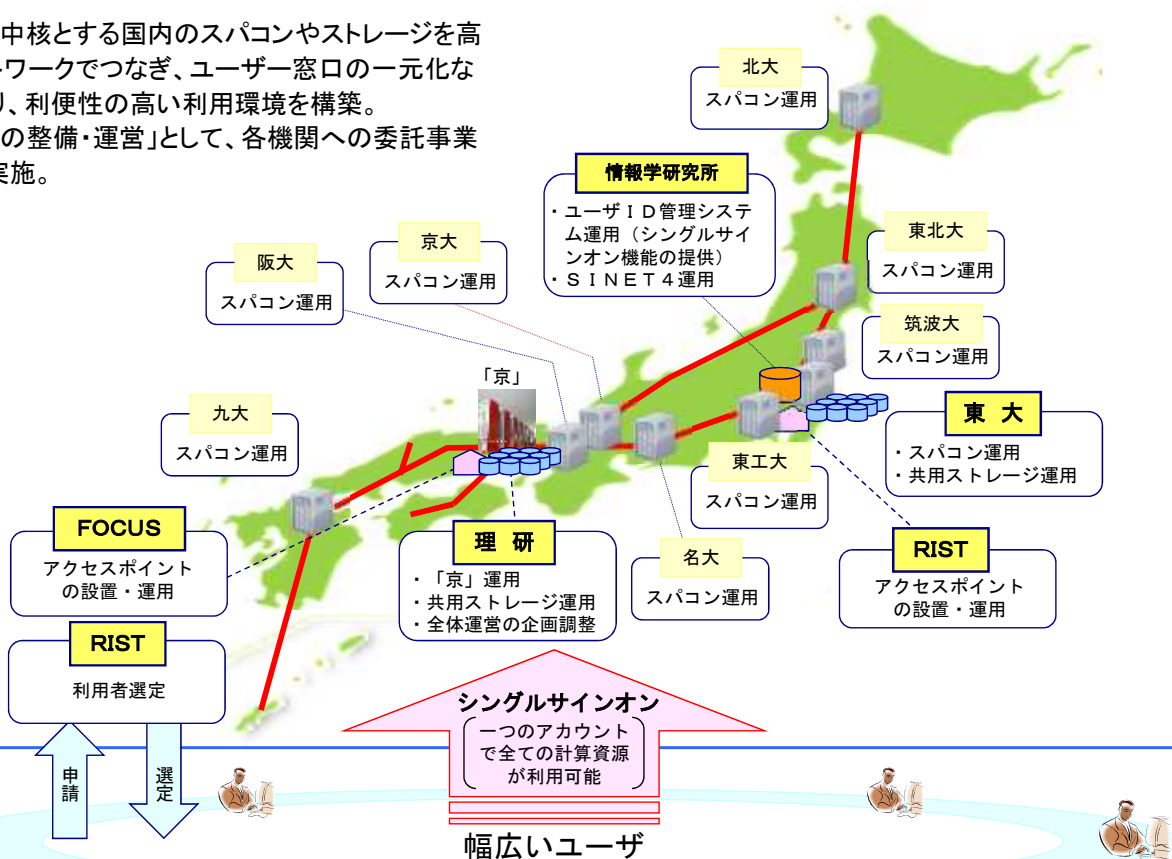 中核とする国内のスパコンやストレージを高
ワークでつなぎ、ユーザー窓口の一元化な
、利便性の高い利用環境を構築。
の整備・運営」として、各機関への委託事業
実施。
北大
スパコン運用
情報学研究所
・ユーザＩＤ管理システ
ム運用（シングルサイ
ンオン機能の提供）
・ＳＩＮＥＴ４運用
東北大
スパコン運用
京大
スパコン運用
阪大
スパコン運用
筑波大
スパコン運用
「京」
九大
スパコン運用
東 大
・スパコン運用
・共用ストレージ運用
東工大
スパコン運用
FOCUS
アクセスポイント
の設置・運用
理 研
・「京」運用
・共用ストレージ運用
・全体運営の企画調整
名大
スパコン運用
RIST
アクセスポイント
の設置・運用
RIST
利用者選定
シングルサインオン
一つのアカウント
で全ての計算資源
が利用可能
申請
選定
幅広いユーザ